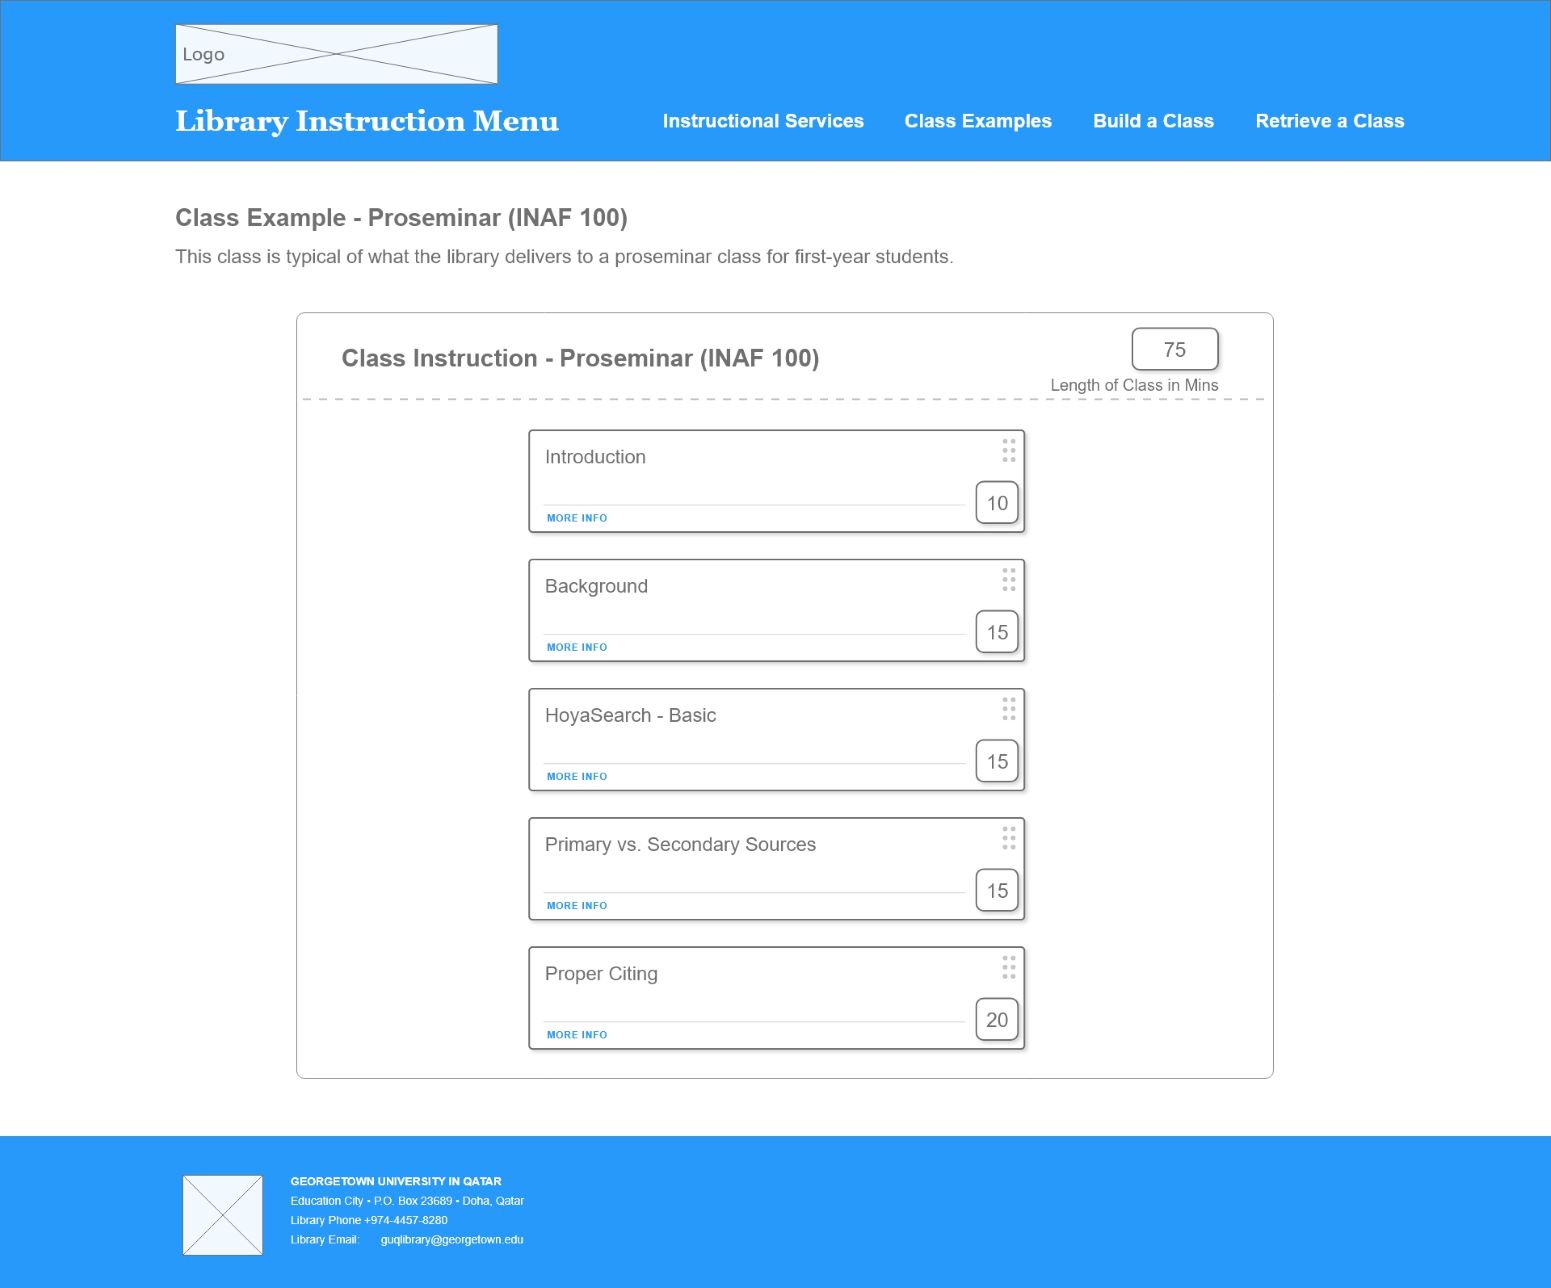 Logo
Library Instruction Menu
Instructional Services Class Examples Build a Class Retrieve a Class
Class Example - Proseminar (INAF 100)
This class is typical of what the library delivers to a proseminar class for first-year students.
Class Instruction - Proseminar (INAF 100)
75
Length of Class in Mins
Introduction
10
MORE INFO
Background
15
MORE INFO
HoyaSearch - Basic
15
MORE INFO
Primary vs. Secondary Sources
15
MORE INFO
Proper Citing
20
MORE INFO
GEORGETOWN UNIVERSITY IN QATAR
Education City • P.O. Box 23689 • Doha, Qatar
Library Phone +974-4457-8280
Library Email: guqlibrary@georgetown.edu